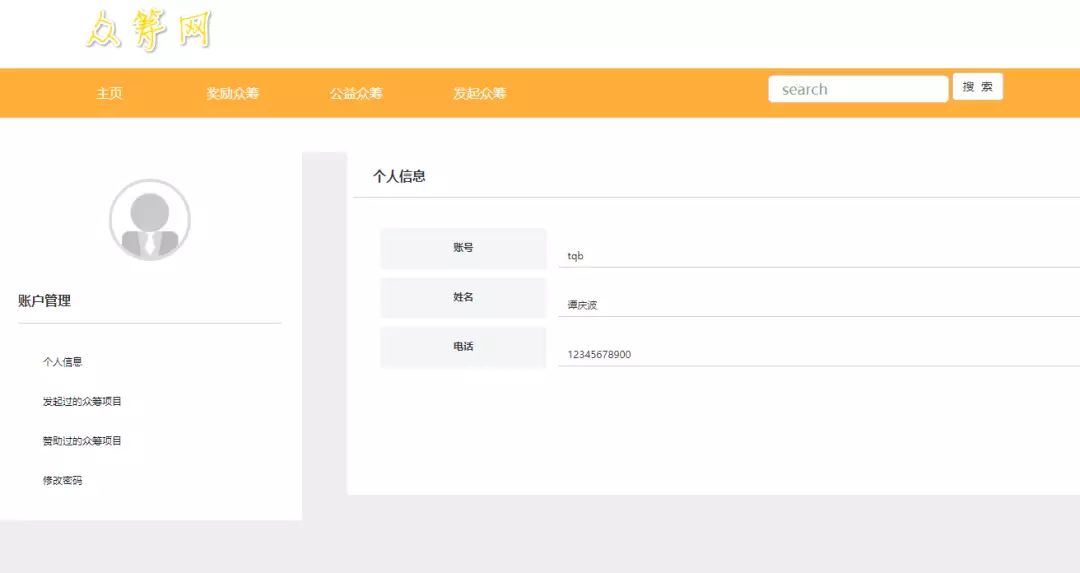 众筹网
主页 奖励众筹 公益众筹 发起众筹 search 搜 索
个人信息
账号 tqb
姓名 谭庆波
电话 12345678900
账户管理
个人信息
发起过的众筹项目
赞助过的众筹项目
修改密码